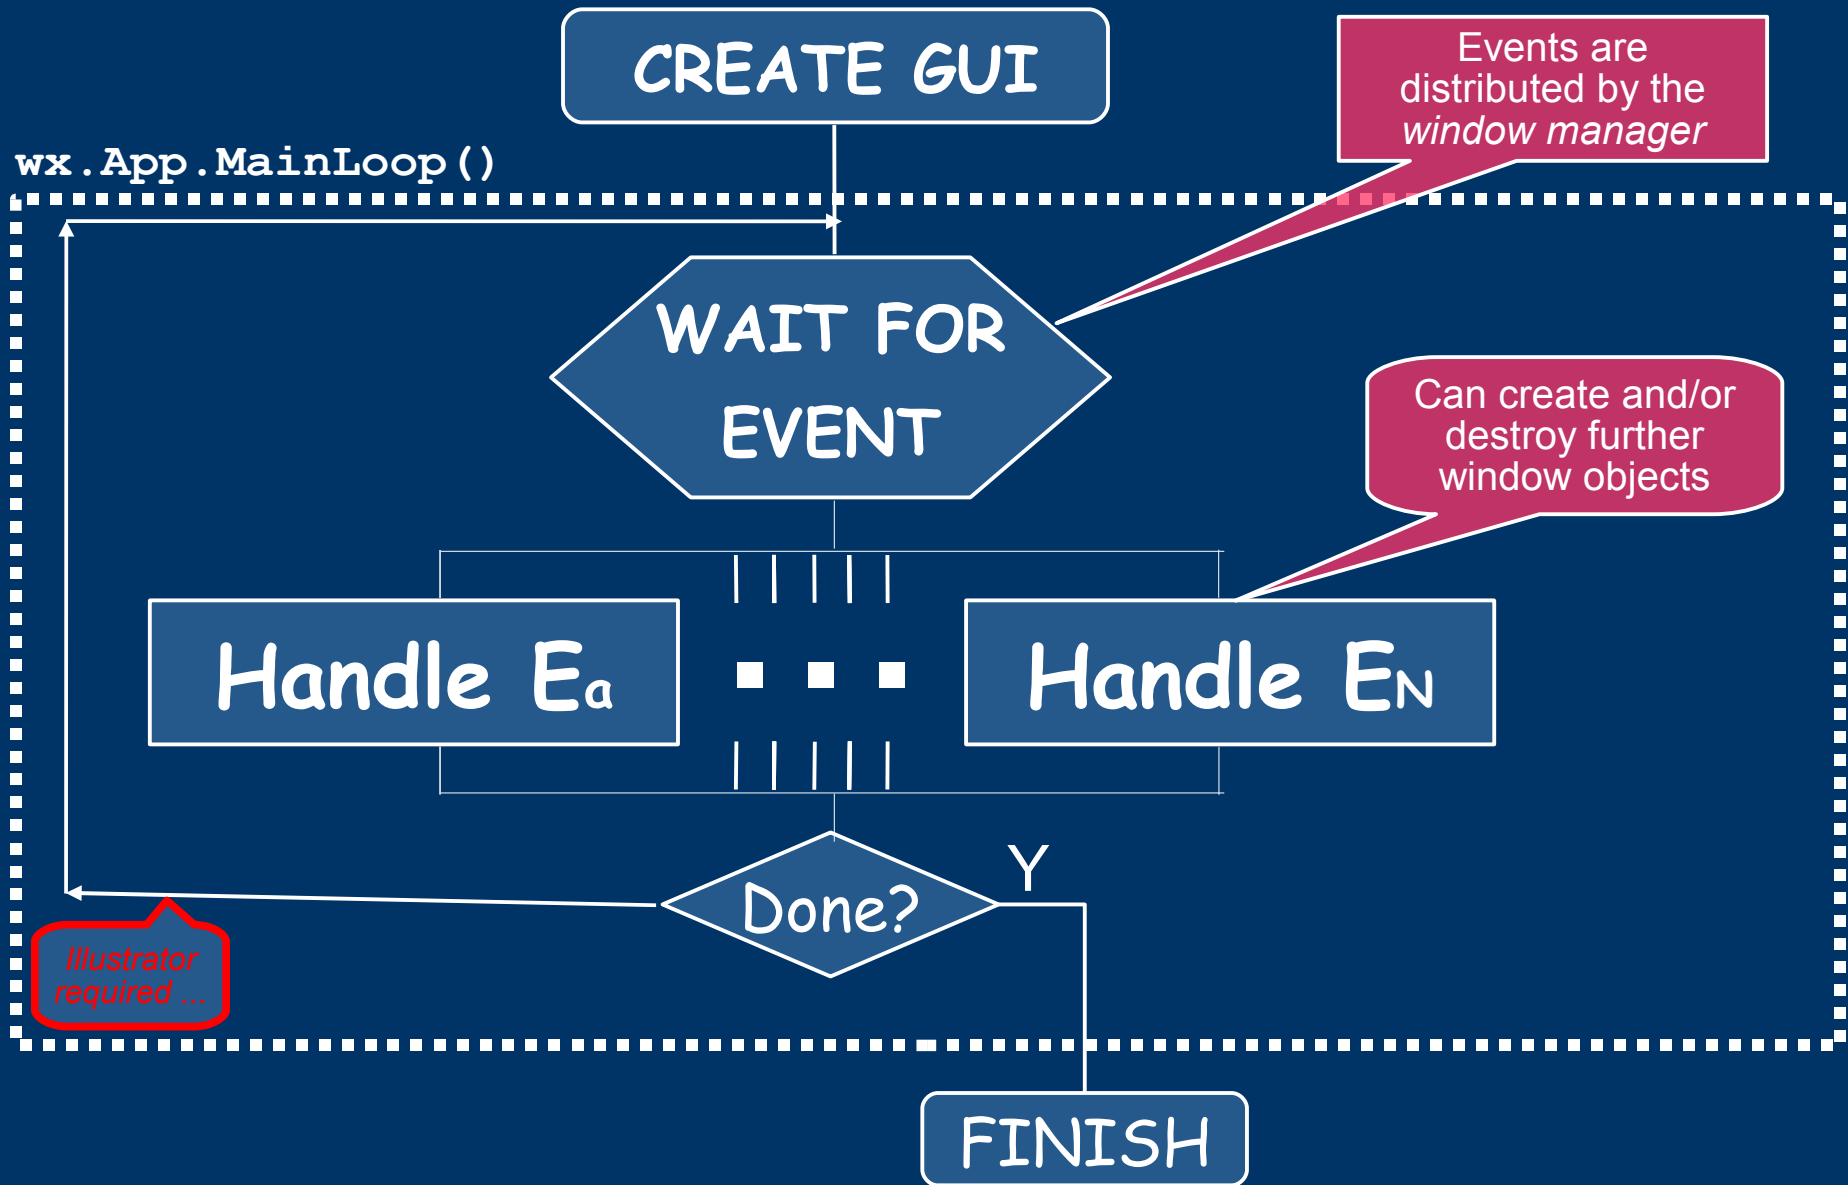 CREATE GUI
Events are
distributed by the
window manager
wx.App.MainLoop()
WAIT FOR
EVENT
Can create and/or
destroy further
window objects
Handle Ea
Handle EN
Done?
Y
Illustrator
required ...
FINISH